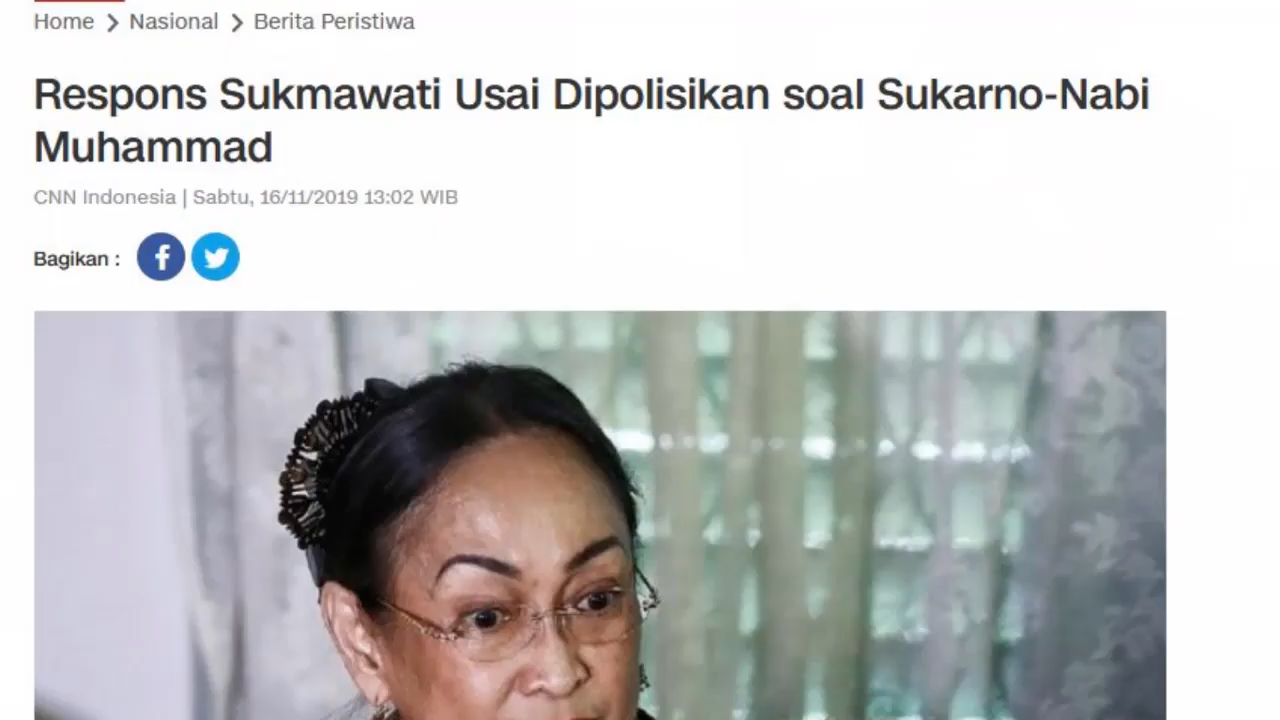 Home > Nasional > Berita Peristiwa
Respons Sukmawati Usai Dipolisikan soal Sukarno-Nabi
Muhammad
CNN Indonesia | Sabtu, 16/11/2019 13:02 WIB
Bagikan :